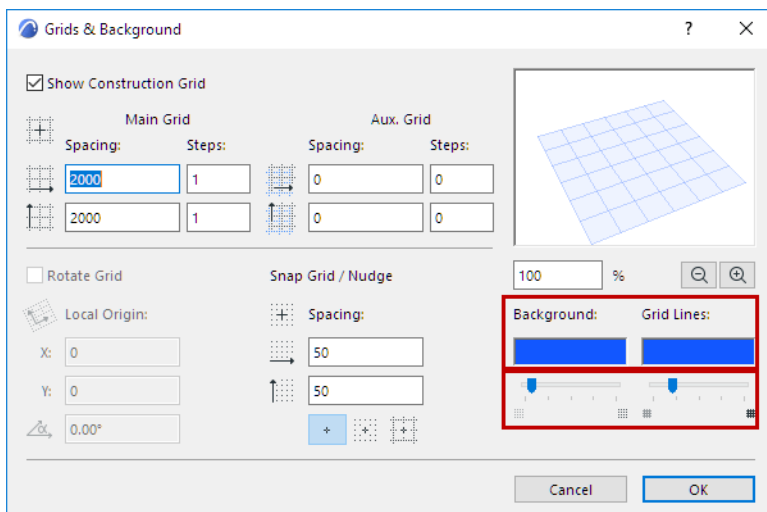 Grids & Background
Show Construction Grid
Main Grid
Aux. Grid
Spacing:
Steps:
Spacing:
Steps:
2000
1
0
0
2000
1
0
0
Rotate Grid
Snap Grid / Nudge
100
%
Local Origin:
Spacing:
Background:
Grid Lines:
X:
0
50
Y:
0
50
α
0.00°
Cancel
OK